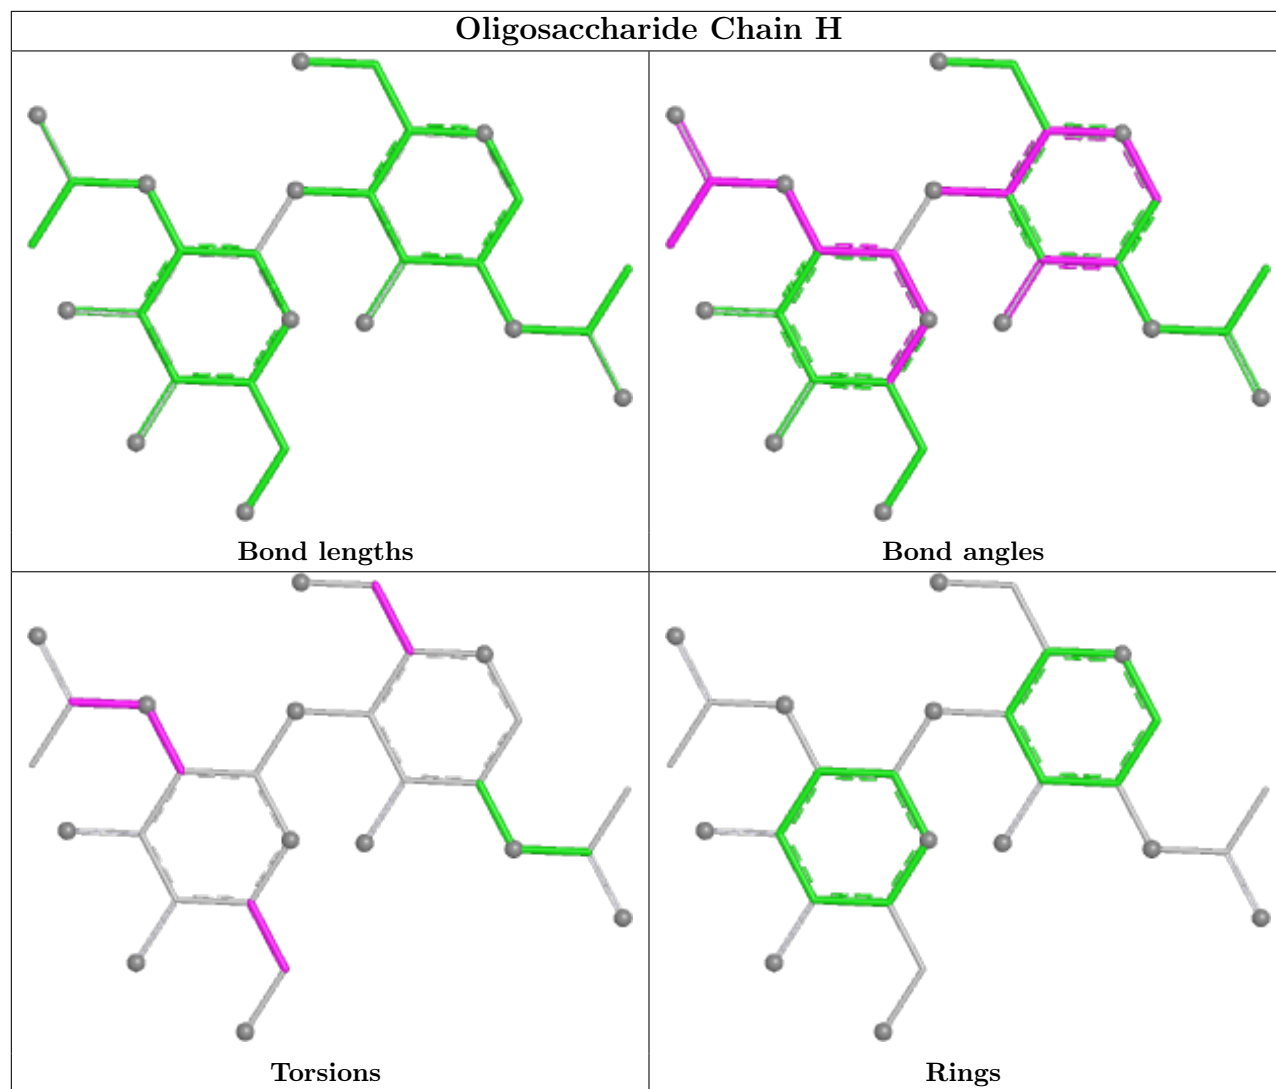 Oligosaccharide Chain H
Bond lengths
Bond angles
Torsions
Rings